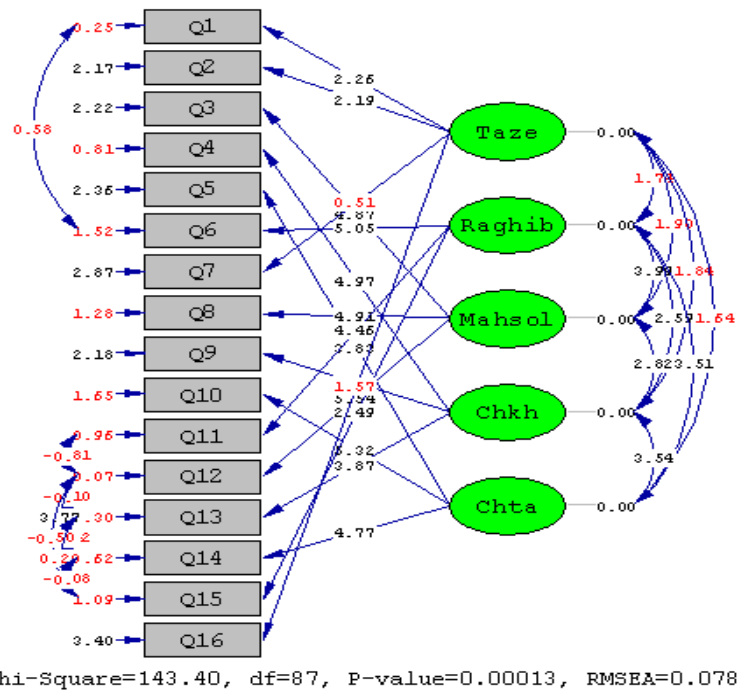 0.25 Q1
2.17 Q2
2.22 Q3
0.81 Q4
2.36 Q5
1.52 Q6
2.87 Q7
1.28 Q8
2.18 Q9
1.65 Q10
0.96 Q11
0.07 Q12
Q13
Q14
1.09 Q15
3.40 Q16
0.58
-0.81
-0.10
-0.08
2.26
2.19
0.51
4.87
5.05
4.97
4.91
4.46
1.57
2.49
3.87
4.77
Taze 0.00
Raghib 0.00
Mahsol 0.00
Chkh 0.00
Chta 0.00
1.90
1.84
1.64
2.82
3.51
3.54
hi-Square=143.40, df=87, P-value=0.00013, RMSEA=0.078